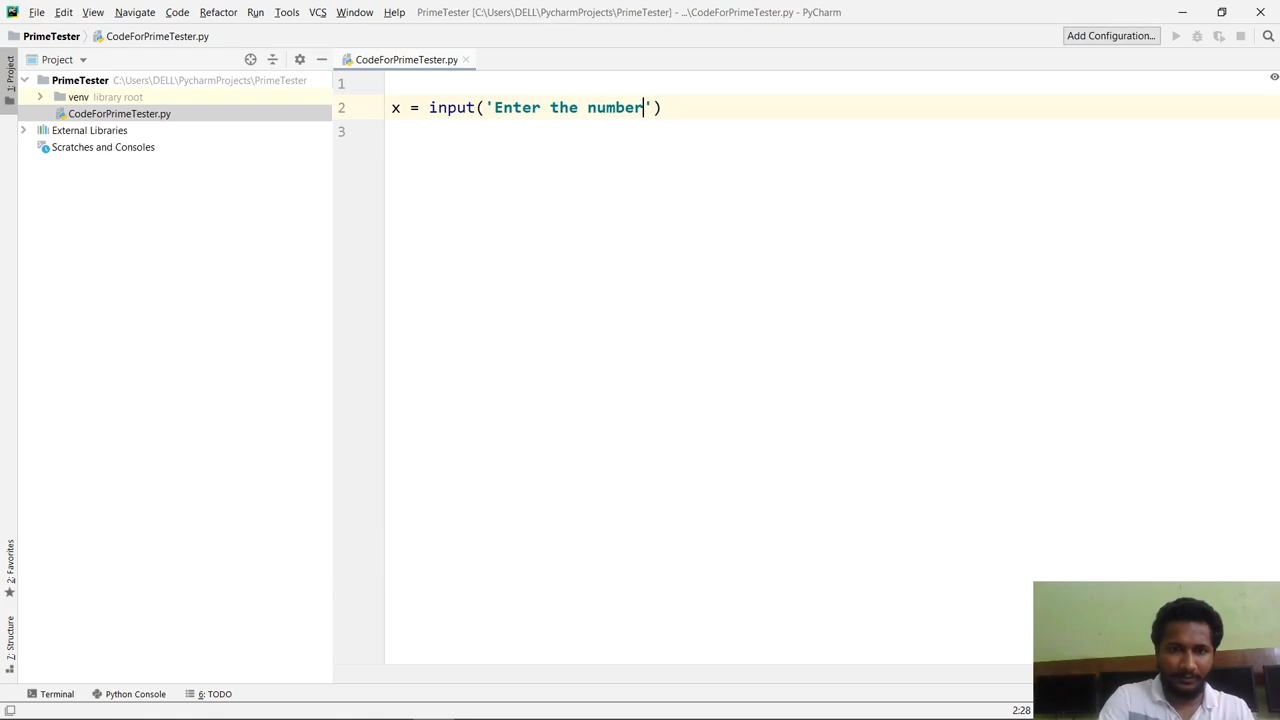 File Edit View Navigate Code Refactor Run Tools VCS Window Help PrimeTester [C:\Users\DELL\PycharmProjects\PrimeTester] - ...\CodeForPrimeTester.py - PyCharm
PrimeTester CodeForPrimeTester.py Add Configuration...
Project CodeForPrimeTester.py
1: Project
PrimeTester C:\Users\DELL\PycharmProjects\PrimeTester
venv library root
CodeForPrimeTester.py
External Libraries
Scratches and Consoles
1
2 x = input('Enter the number')
3
2: Favorites
7: Structure
Terminal Python Console 6: TODO
2:28